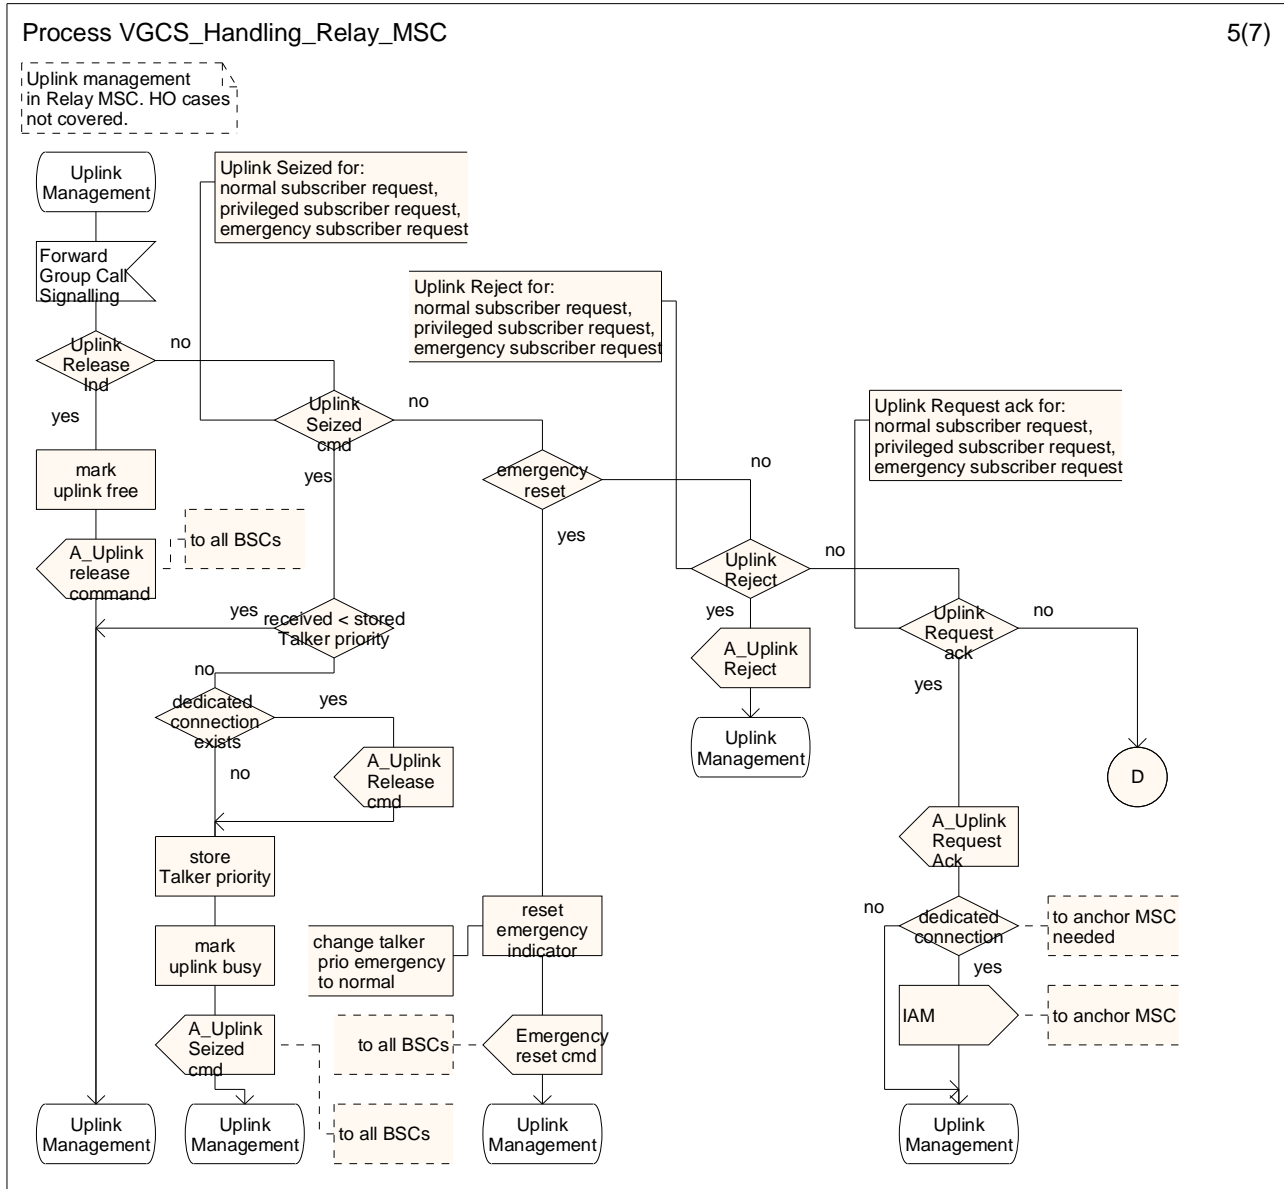 Process VGCS_Handling_Relay_MSC
5(7)
Uplink management
in Relay MSC. HO cases
not covered.
Uplink
Management
Uplink Seized for:
normal subscriber request,
privileged subscriber request,
emergency subscriber request
Forward
Group Call
Signalling
Uplink Reject for:
normal subscriber request,
privileged subscriber request,
emergency subscriber request
Uplink
Release
Ind
no
yes
Uplink
Seized
cmd
no
yes
Uplink Request ack for:
normal subscriber request,
privileged subscriber request,
emergency subscriber request
mark
uplink free
emergency
reset
no
yes
A_Uplink
release
command
to all BSCs
Uplink
Reject
no
yes
received < stored
Talker priority
yes
no
A_Uplink
Reject
Uplink
Request
ack
no
yes
dedicated
connection
exists
yes
no
Uplink
Management
A_Uplink
Release
cmd
D
store
Talker priority
A_Uplink
Request
Ack
mark
uplink busy
change talker
prio emergency
to normal
reset
emergency
indicator
no
dedicated
connection
to anchor MSC
needed
yes
A_Uplink
Seized
cmd
to all BSCs
Emergency
reset cmd
IAM
to anchor MSC
Uplink
Management
Uplink
Management
to all BSCs
Uplink
Management
Uplink
Management